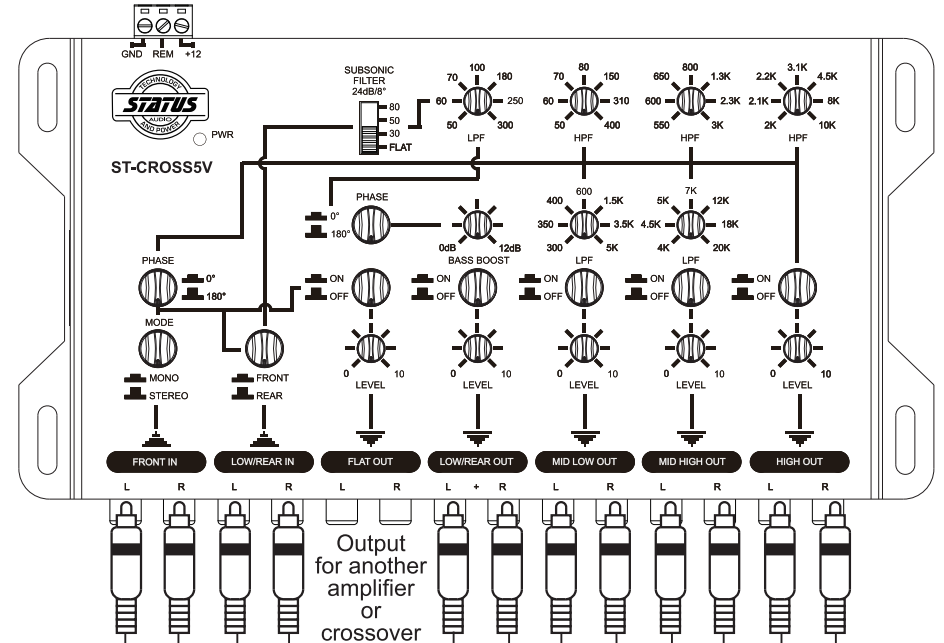 GND REM +12
TECHNOLOGY
STATUS
AUDIO
AND POWER
PWR
ST-CROSS5V
SUBSONIC
FILTER
24dB/8°
80
50
30
FLAT
100
70 180
60 250
50 300
LPF
80
70 150
60 310
50 400
HPF
800
650 1.3K
600 2.3K
550 3K
HPF
3.1K
2.2K 4.5K
2.1K 8K
2K 10K
HPF
PHASE
0°
180°
0dB 12dB
BASS BOOST
600
400 1.5K
350 3.5K
300 5K
LPF
7K
5K 12K
4.5K 18K
4K 20K
LPF
PHASE
0°
180°
ON
OFF
ON
OFF
ON
OFF
ON
OFF
ON
OFF
MODE
MONO
STEREO
FRONT
REAR
0 10
LEVEL
0 10
LEVEL
0 10
LEVEL
0 10
LEVEL
0 10
LEVEL
FRONT IN LOW/REAR IN FLAT OUT LOW/REAR OUT MID LOW OUT MID HIGH OUT HIGH OUT
L R L R L R L + R L R L R L R
Output
for another
amplifier
or
crossover